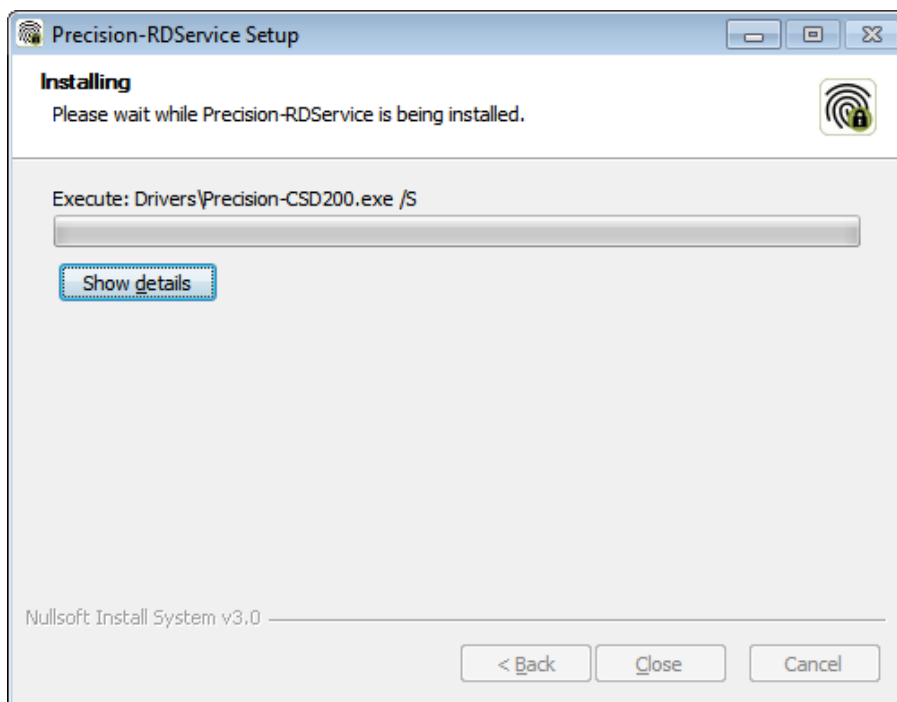 Precision-RDService Setup
Installing
Please wait while Precision-RDService is being installed.
Execute: Drivers\Precision-CSD200.exe /S
Show details
Nullsoft Install System v3.0
< Back Close Cancel